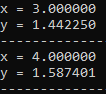 x = 3.000000
y = 1.442250
--------------
x = 4.000000
y = 1.587401
--------------